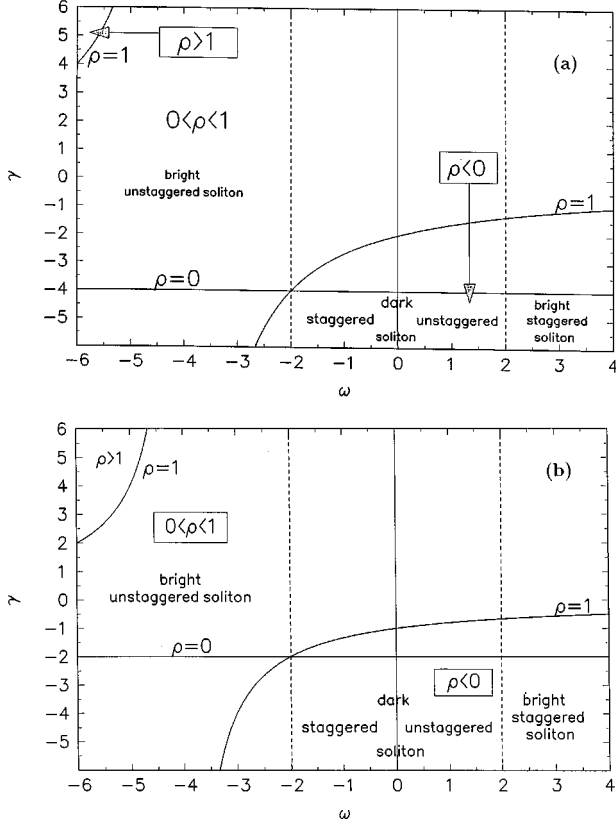 6
5
ρ=1
ρ>1
(a)
4
3
2
0<ρ<1
1
γ
0
bright
unstaggered soliton
ρ<0
-1
ρ=1
-2
-3
ρ=0
-4
dark
bright
staggered
unstaggered
staggered
-5
soliton
soliton
-6 -5 -4 -3 -2 -1 0 1 2 3 4
ω
6
5
ρ>1
ρ=1
(b)
4
3
0<ρ<1
2
1
bright
unstaggered soliton
γ
0
ρ=1
-1
ρ=0
-2
ρ<0
-3
dark
bright
staggered
staggered
unstaggered
-4
soliton
soliton
-5
-6 -5 -4 -3 -2 -1 0 1 2 3 4
ω